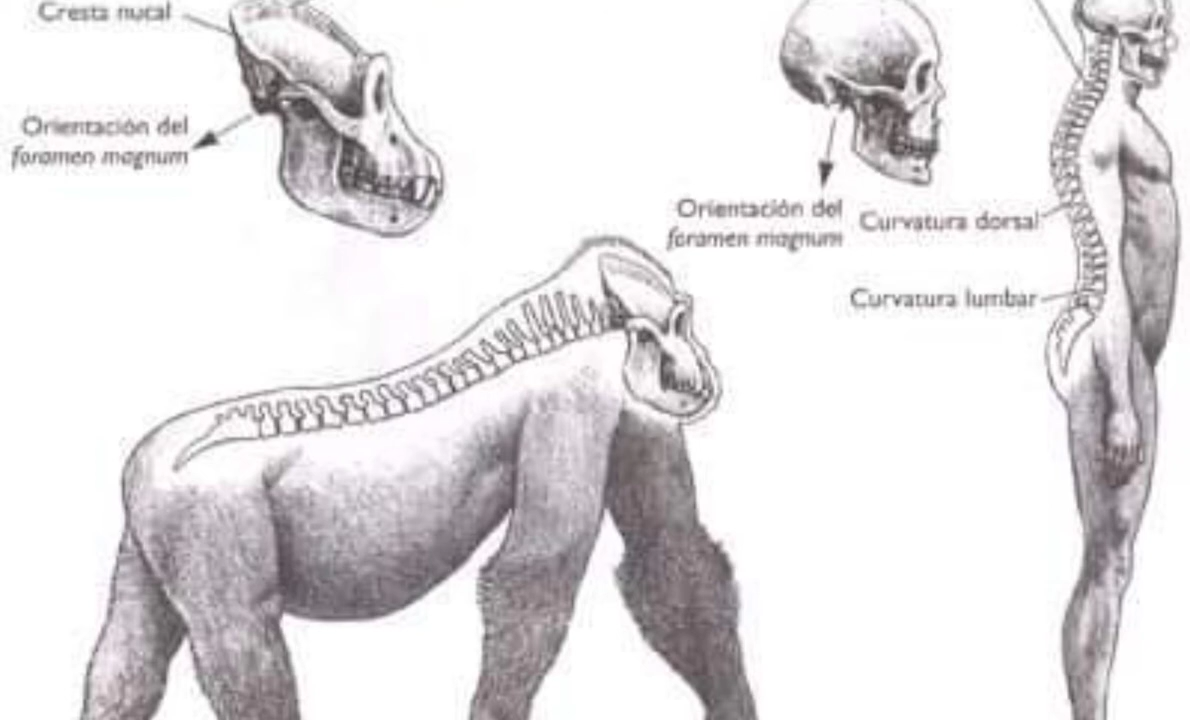 Cresta nucal
Orientación del
foramen magnum
Orientación del
foramen magnum
Curvatura dorsal
Curvatura lumbar